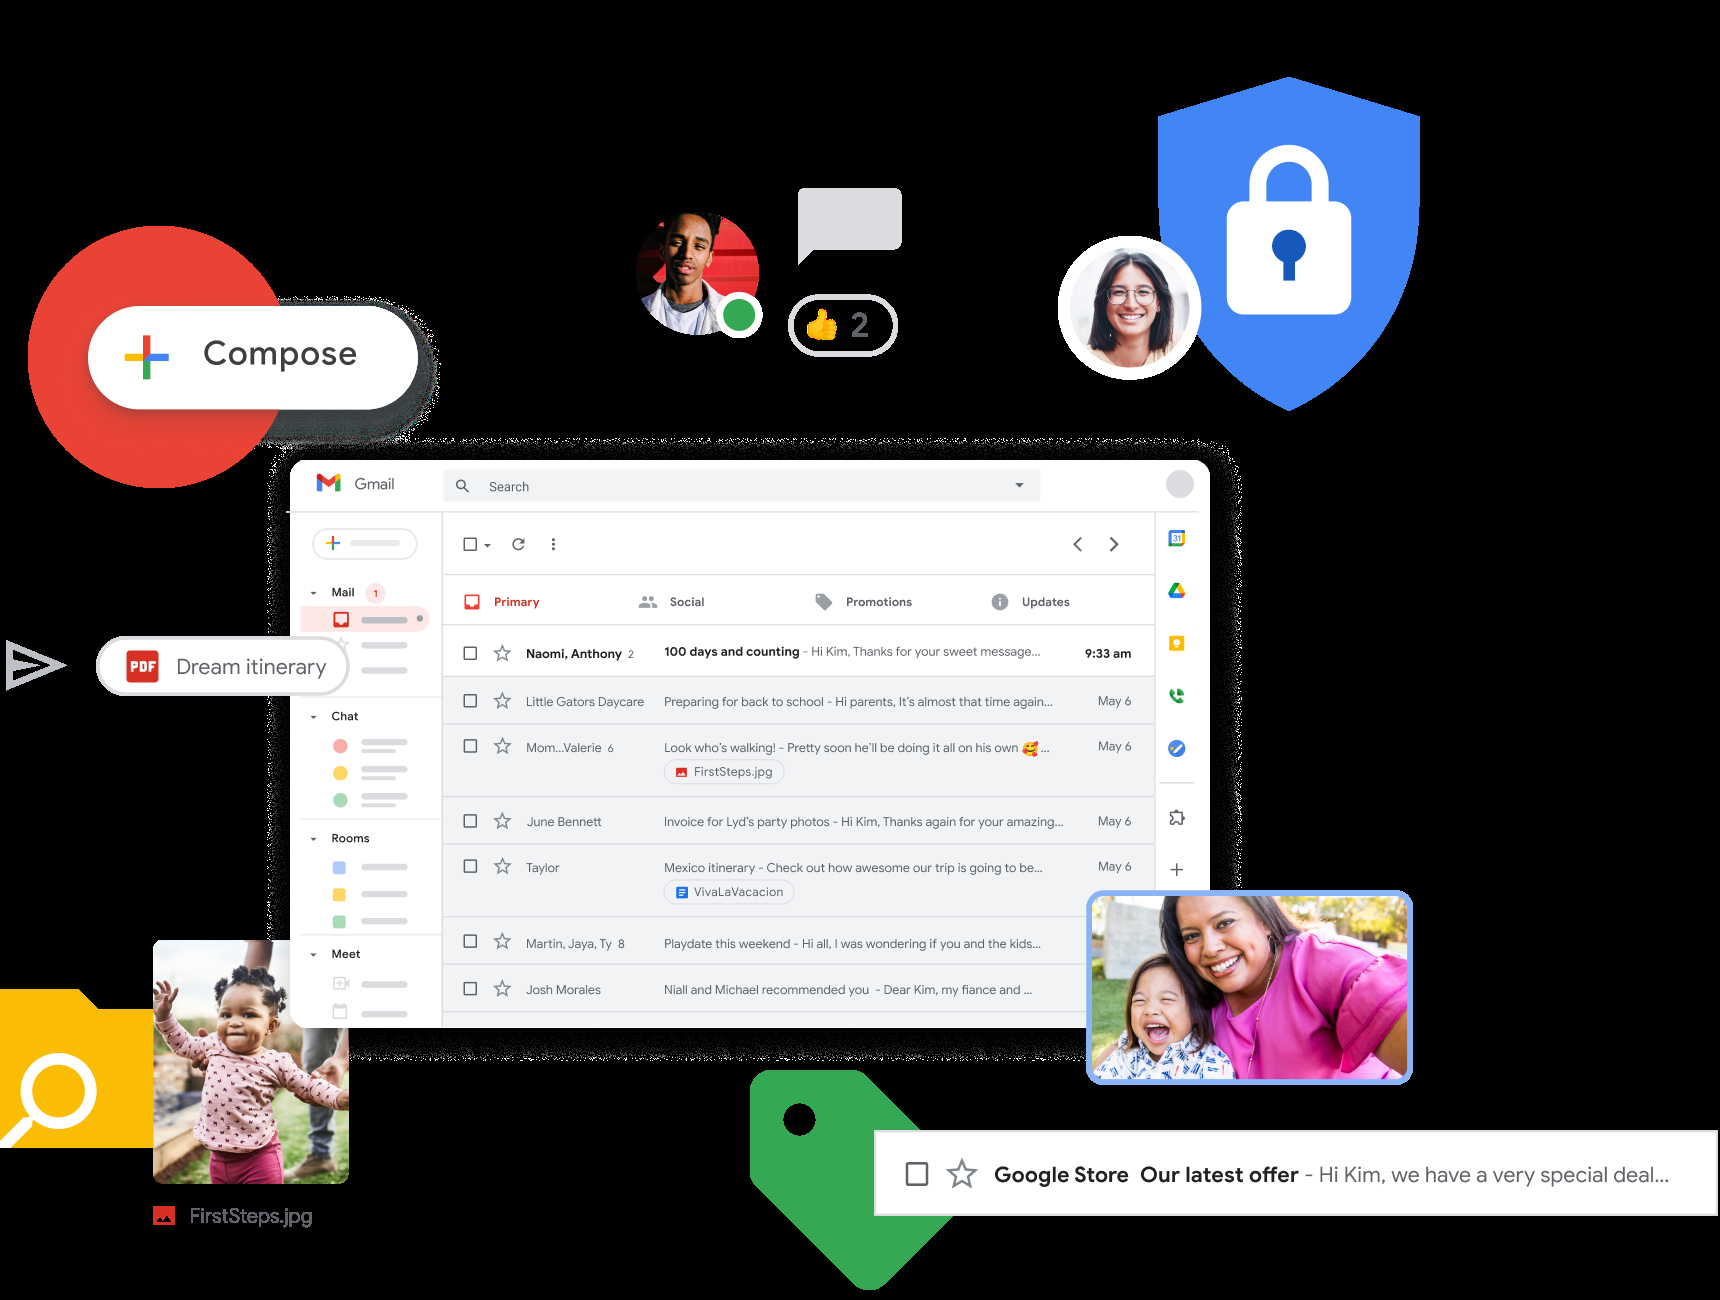 2
Compose
Gmail
Search
31
Mail 1
Primary
Social
Promotions
Updates
Naomi, Anthony 2 100 days and counting - Hi Kim, Thanks for your sweet message... 9:33 am
PDF Dream itinerary
Little Gators Daycare Preparing for back to school - Hi parents, It's almost that time again... May 6
Chat
Mom...Valerie 6 Look who's walking! - Pretty soon he'll be doing it all on his own 🥰 ... May 6
FirstSteps.jpg
June Bennett Invoice for Lyd's party photos - Hi Kim, Thanks again for your amazing... May 6
Rooms
Taylor Mexico itinerary - Check out how awesome our trip is going to be... May 6
VivaLaVacacion
Martin, Jaya, Ty 8 Playdate this weekend - Hi all, I was wondering if you and the kids...
Meet
Josh Morales Niall and Michael recommended you - Dear Kim, my fiance and ...
Google Store Our latest offer - Hi Kim, we have a very special deal...
FirstSteps.jpg